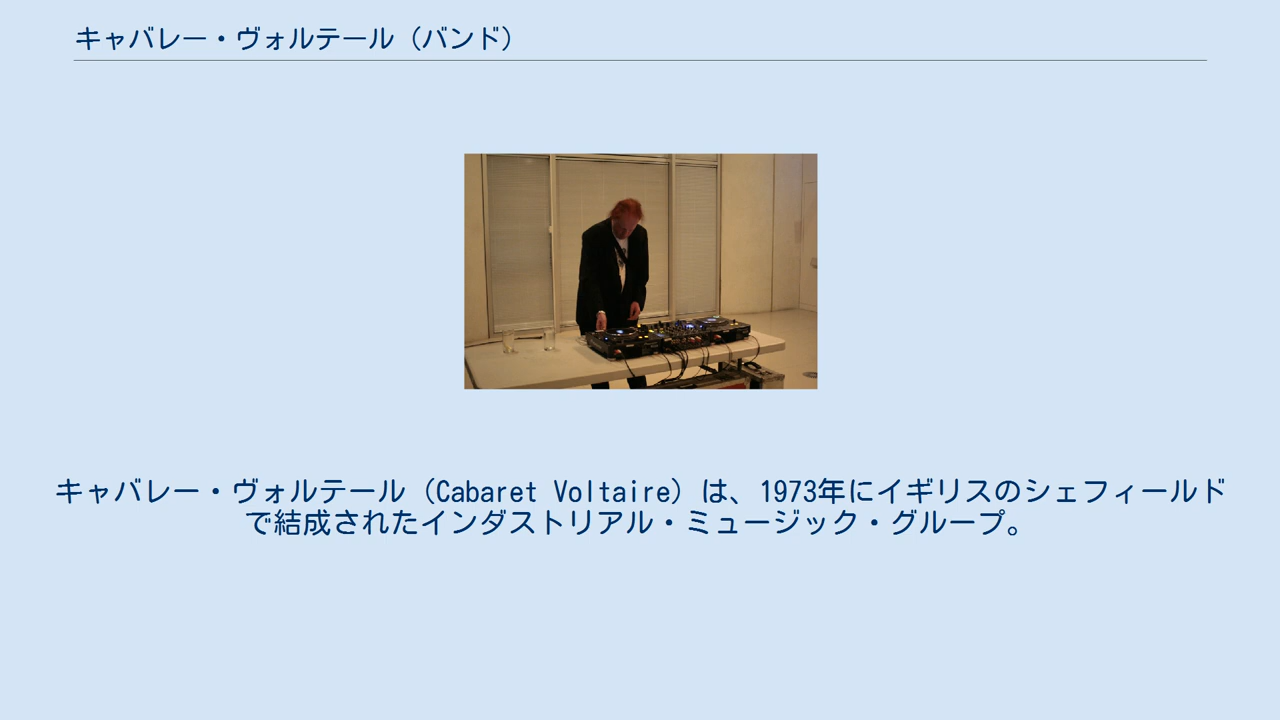 キャバレー・ヴォルテール（バンド）
キャバレー・ヴォルテール（Cabaret Voltaire）は、1973年にイギリスのシェフィールド
で結成されたインダストリアル・ミュージック・グループ。